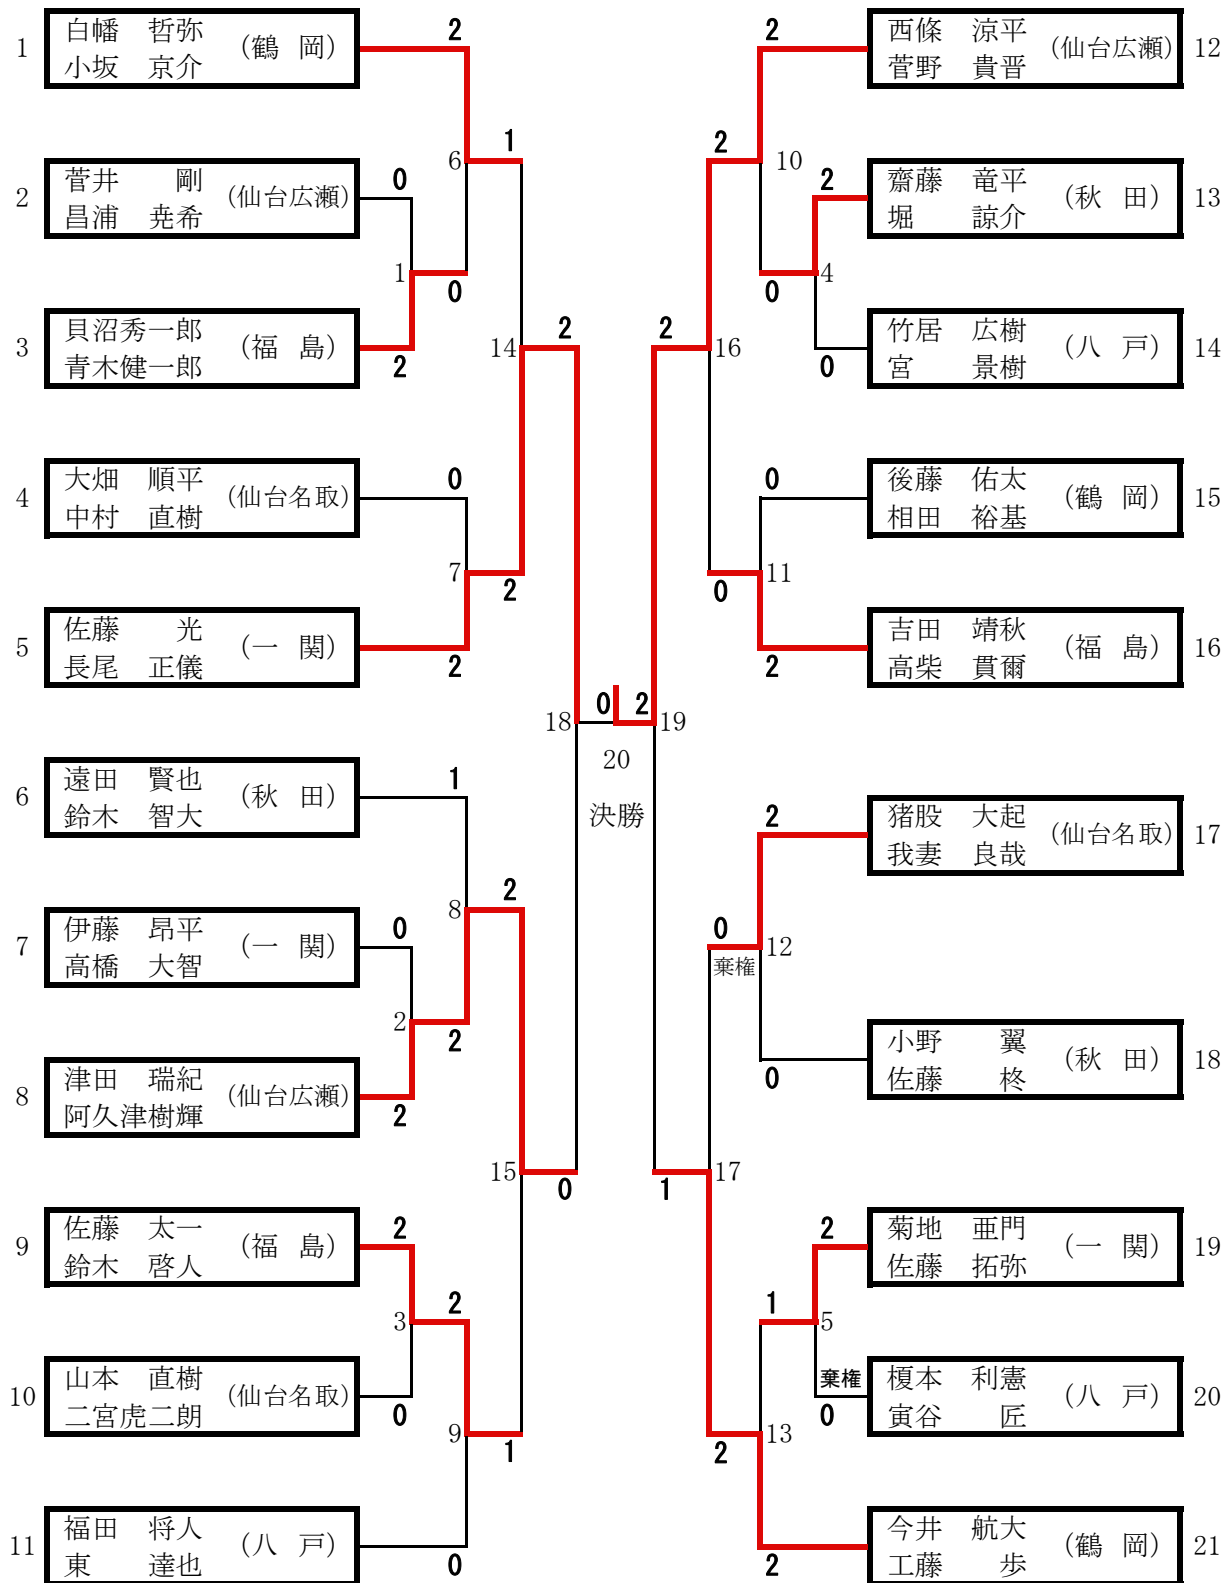 1 白幡 哲弥 (鶴 岡)
小坂 京介
2
2 菅井 剛 (仙台広瀬)
昌浦 尭希
0
6
1
1
0
3 貝沼秀一郎 (福 島)
青木健一郎
2
14
2
4 大畑 順平 (仙台名取)
中村 直樹
0
7
2
5 佐藤 光 (一 関)
長尾 正儀
2
18
0
2
19
20
決勝
6 遠田 賢也 (秋 田)
鈴木 智大
1
8
2
7 伊藤 昂平 (一 関)
高橋 大智
0
2
2
8 津田 瑞紀 (仙台広瀬)
阿久津樹輝
2
15
0
9 佐藤 太一 (福 島)
鈴木 啓人
2
3
2
10 山本 直樹 (仙台名取)
二宮虎二朗
0
9
1
11 福田 将人 (八 戸)
東 達也
0
2
西條 涼平 (仙台広瀬) 12
菅野 貴晋
2
10
2
齋藤 竜平 (秋 田) 13
堀 諒介
4
0
竹居 広樹 (八 戸) 14
宮 景樹
0
2
16
0
後藤 佑太 (鶴 岡) 15
相田 裕基
11
0
吉田 靖秋 (福 島) 16
高柴 貫爾
2
2
猪股 大起 (仙台名取) 17
我妻 良哉
0
棄権
12
小野 翼 (秋 田) 18
佐藤 柊
0
17
1
2
菊地 亜門 (一 関) 19
佐藤 拓弥
1
5
棄権
榎本 利憲 (八 戸) 20
寅谷 匠
0
13
2
今井 航大 (鶴 岡) 21
工藤 歩
2